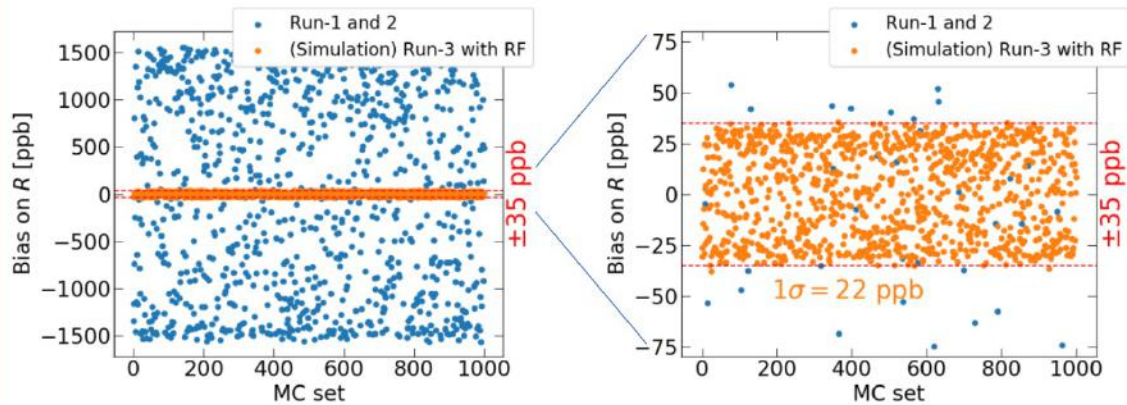 Run-1 and 2
(Simulation) Run-3 with RF
Bias on R [ppb]
1500
1000
500
0
−500
−1000
−1500
0 200 400 600 800 1000
MC set
±35 ppb
Run-1 and 2
(Simulation) Run-3 with RF
Bias on R [ppb]
75
50
25
0
−25
−50
−75
1σ = 22 ppb
0 200 400 600 800 1000
MC set
±35 ppb